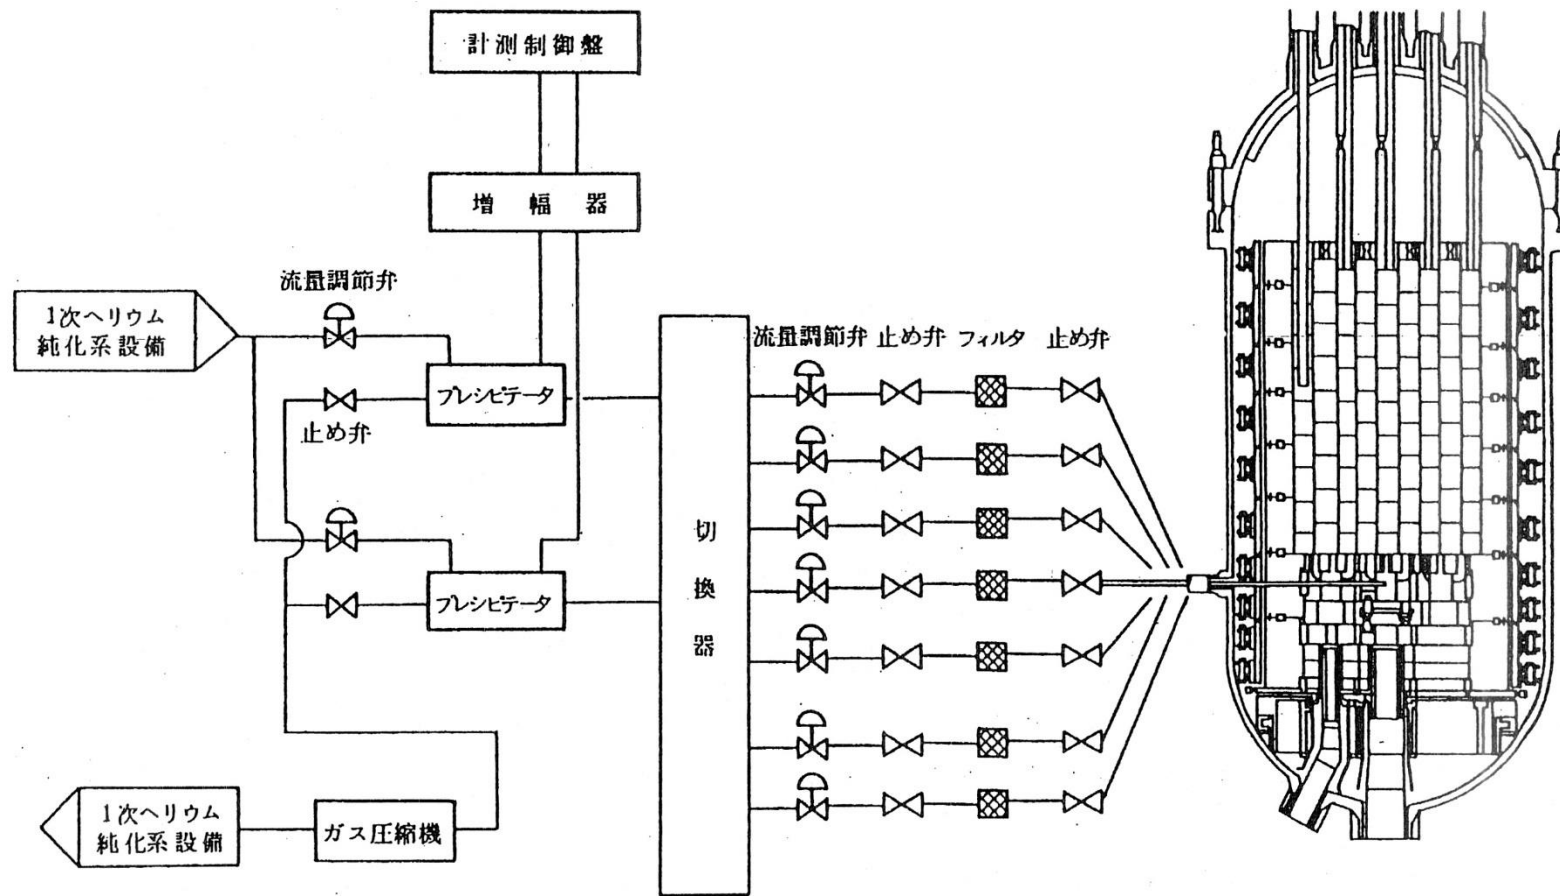 計測制御盤
増幅器
流量調節弁
1次ヘリウム
純化系設備
プレシピテータ
止め弁
プレシピテータ
切換器
流量調節弁 止め弁 フィルタ 止め弁
1次ヘリウム
純化系設備
ガス圧縮機